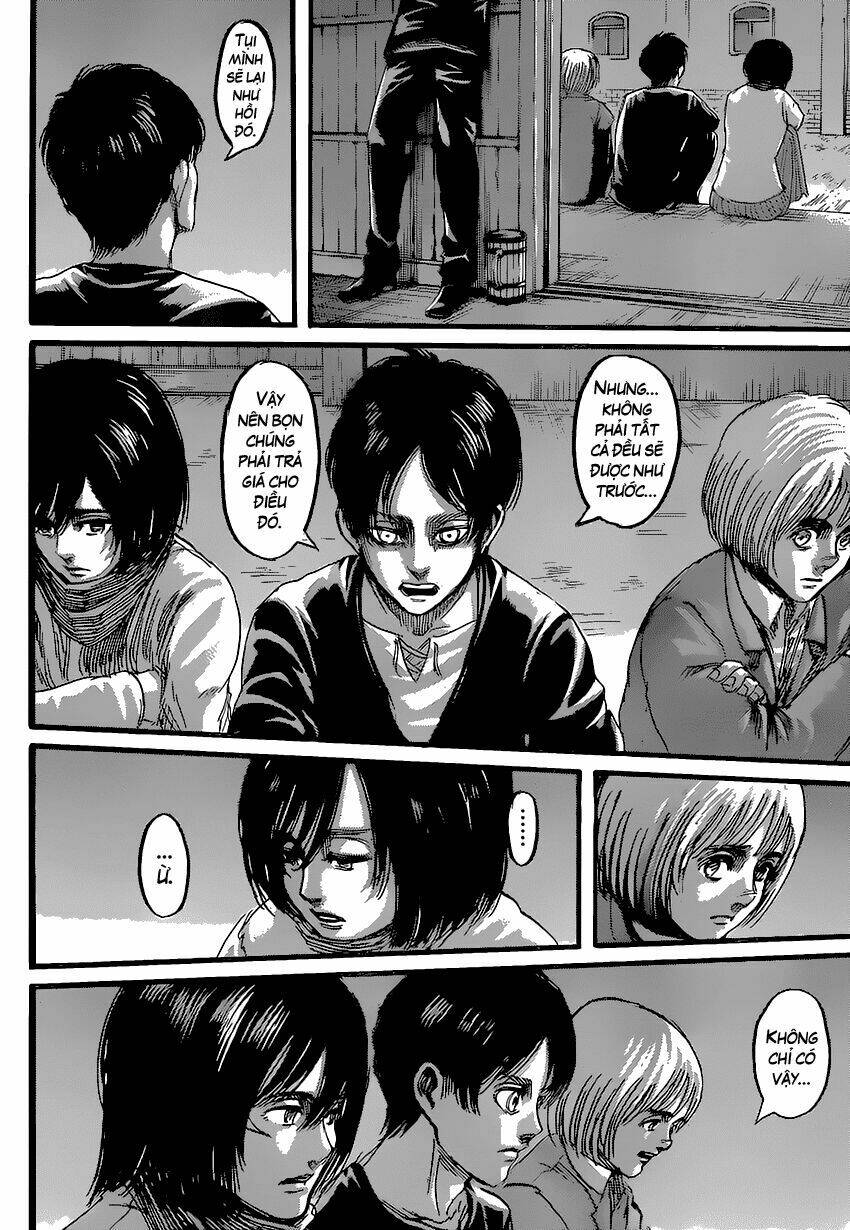 TỤI
MÌNH
SẼ LẠI
NHƯ
HỒI
ĐÓ.
NHƯNG...
KHÔNG
PHẢI TẤT
CẢ ĐỀU SẼ
ĐƯỢC NHƯ
TRƯỚC...
VẬY
NÊN BỌN
CHÚNG
PHẢI TRẢ
GIÁ CHO
ĐIỀU
ĐÓ.
......
...
Ừ.
KHÔNG
CHỈ CÓ
VẬY...